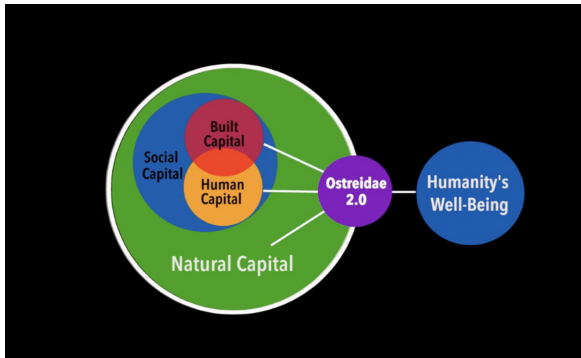 Built
Capital
Social
Capital
Human
Capital
Natural Capital
Ostreidae
2.0
Humanity's
Well-Being